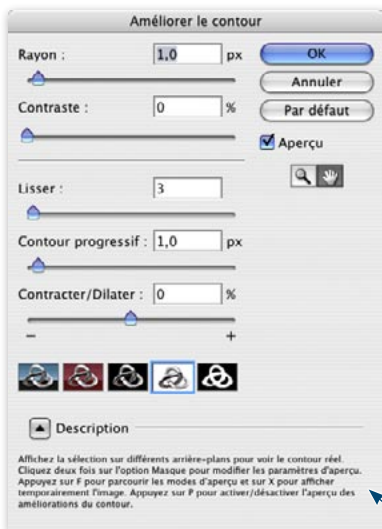 Améliorer le contour
Rayon : 1,0 px
OK
Annuler
Contraste : 0 %
Par défaut
Aperçu
Lisser : 3
Contour progressif : 1,0 px
Contracter/Dilater : 0 %
− +
Description
Affichez la sélection sur différents arrière-plans pour voir le contour réel.
Cliquez deux fois sur l'option Masque pour modifier les paramètres d'aperçu.
Appuyez sur F pour parcourir les modes d'aperçu et sur X pour afficher
temporairement l'image. Appuyez sur P pour activer/désactiver l'aperçu des
améliorations du contour.